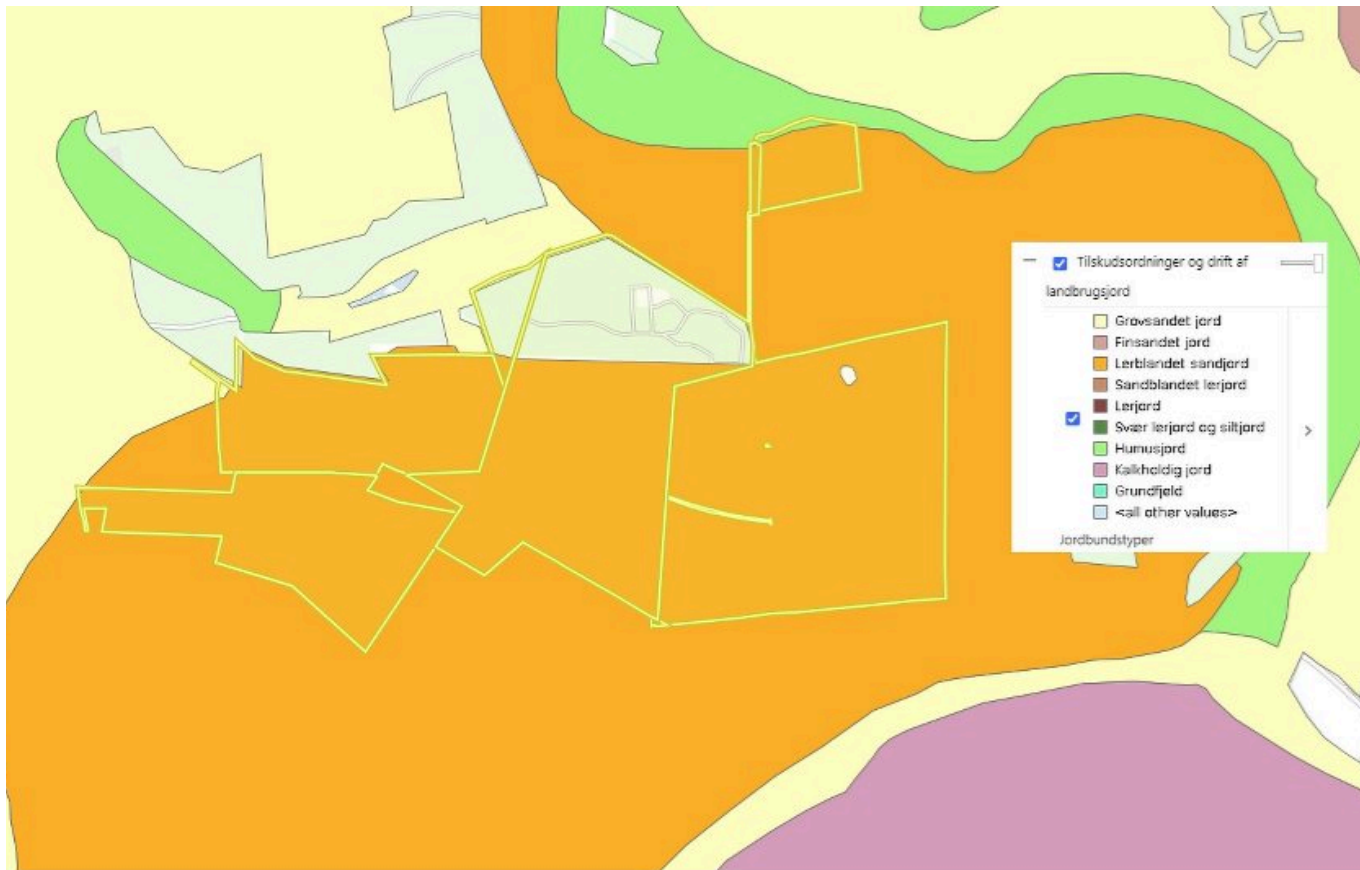 Tilskudsordninger og drift af
landbrugsjord
Grovsandet jord
Finsandet jord
Lerblandet sandjord
Sandblandet lerjord
Lerjord
Svær lerjord og siltjord
Humusjord
Kalkholdig jord
Grundfjeld
<all other values>
Jordbundstyper